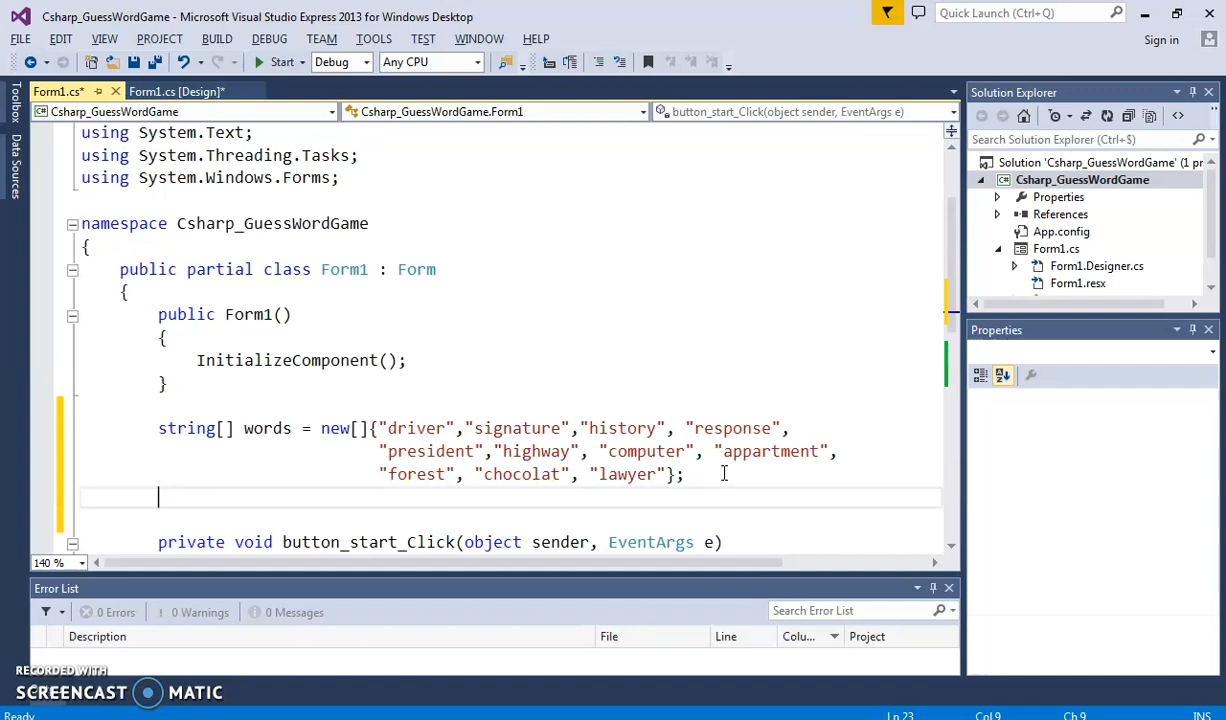 Csharp_GuessWordGame - Microsoft Visual Studio Express 2013 for Windows Desktop
Quick Launch (Ctrl+Q)
FILE EDIT VIEW PROJECT BUILD DEBUG TEAM TOOLS TEST WINDOW HELP
Sign in
Start Debug Any CPU
Toolbox
Data Sources
Form1.cs* Form1.cs [Design]*
Csharp_GuessWordGame Csharp_GuessWordGame.Form1 button_start_Click(object sender, EventArgs e)
using System.Text;
using System.Threading.Tasks;
using System.Windows.Forms;
namespace Csharp_GuessWordGame
{
public partial class Form1 : Form
{
public Form1()
{
InitializeComponent();
}
string[] words = new[]{"driver","signature","history", "response",
"president","highway", "computer", "appartment",
"forest", "chocolat", "lawyer"};
private void button_start_Click(object sender, EventArgs e)
140 %
Solution Explorer
Search Solution Explorer (Ctrl+$)
Solution 'Csharp_GuessWordGame' (1 pr
Csharp_GuessWordGame
Properties
References
App.config
Form1.cs
Form1.Designer.cs
Form1.resx
Properties
Error List
0 Errors 0 Warnings 0 Messages
Search Error List
Description File Line Colu... Project
RECORDED WITH
SCREENCAST MATIC
Ready Ln 23 Col 9 Ch 9 INS